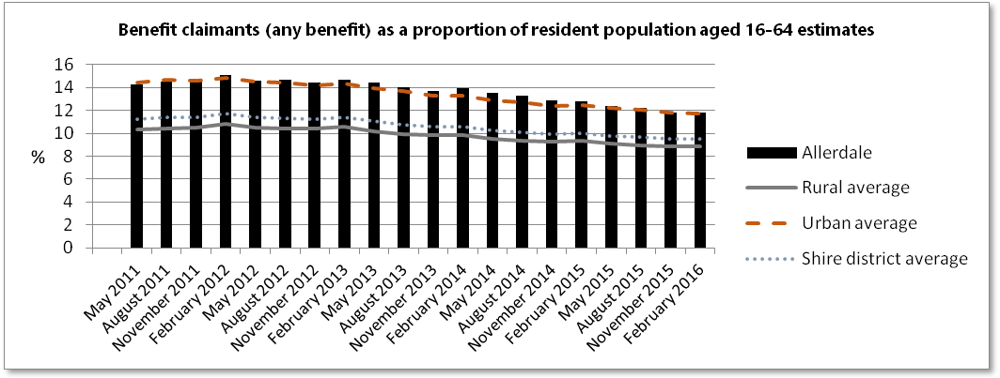 Benefit claimants (any benefit) as a proportion of resident population aged 16-64 estimates
16
14
12
10
8
6
4
2
0
%
May 2011
August 2011
November 2011
February 2012
May 2012
August 2012
November 2012
February 2013
May 2013
August 2013
November 2013
February 2014
May 2014
August 2014
November 2014
February 2015
May 2015
August 2015
November 2015
February 2016
Allerdale
Rural average
Urban average
Shire district average